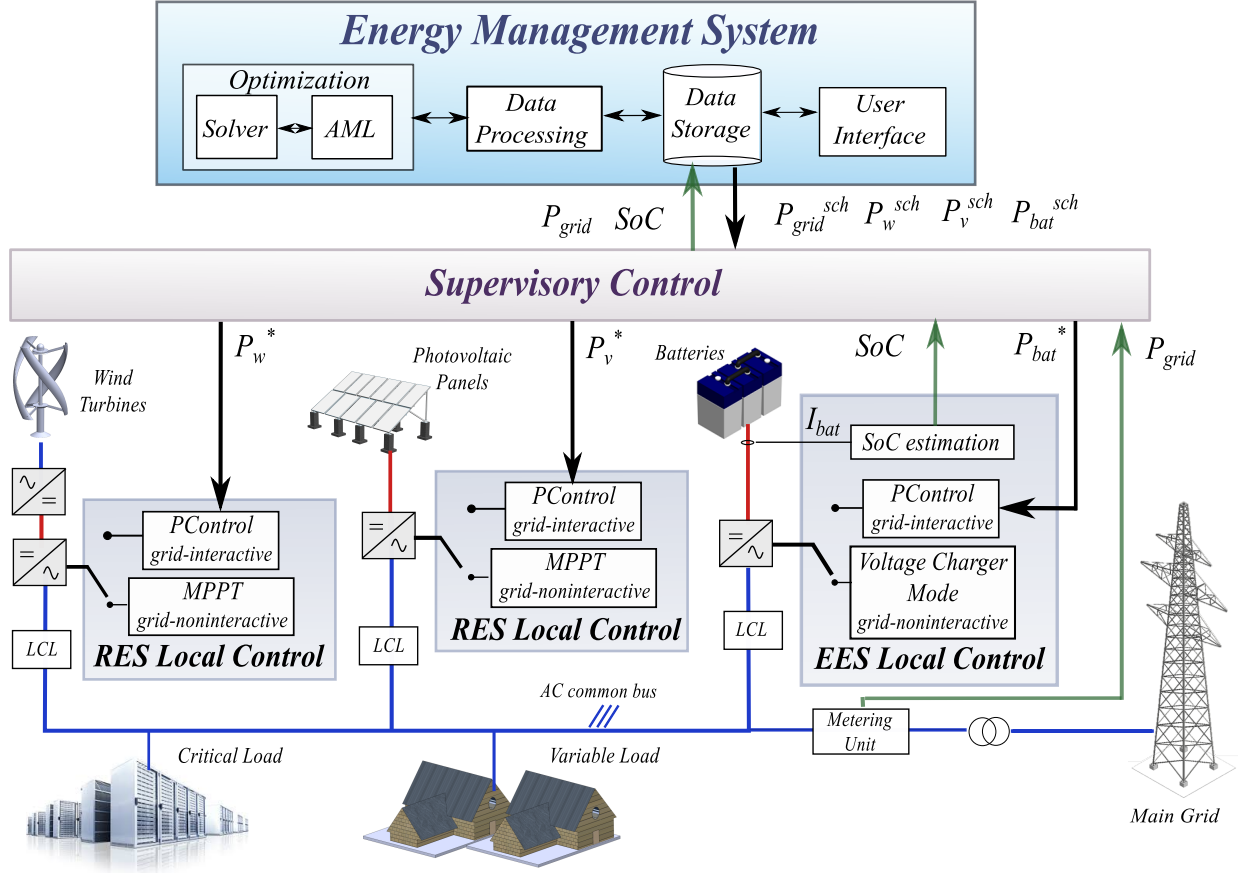 Energy Management System
Optimization
Solver
AML
Data
Processing
Data
Storage
User
Interface
P_grid SoC
P_grid^sch P_w^sch P_v^sch P_bat^sch
Supervisory Control
P_w^*
P_v^*
SoC
P_bat^*
P_grid
Wind
Turbines
Photovoltaic
Panels
Batteries
I_bat
SoC estimation
PControl
grid-interactive
MPPT
grid-noninteractive
RES Local Control
PControl
grid-interactive
MPPT
grid-noninteractive
RES Local Control
PControl
grid-interactive
Voltage Charger
Mode
grid-noninteractive
EES Local Control
LCL
LCL
LCL
AC common bus
Metering
Unit
Critical Load
Variable Load
Main Grid